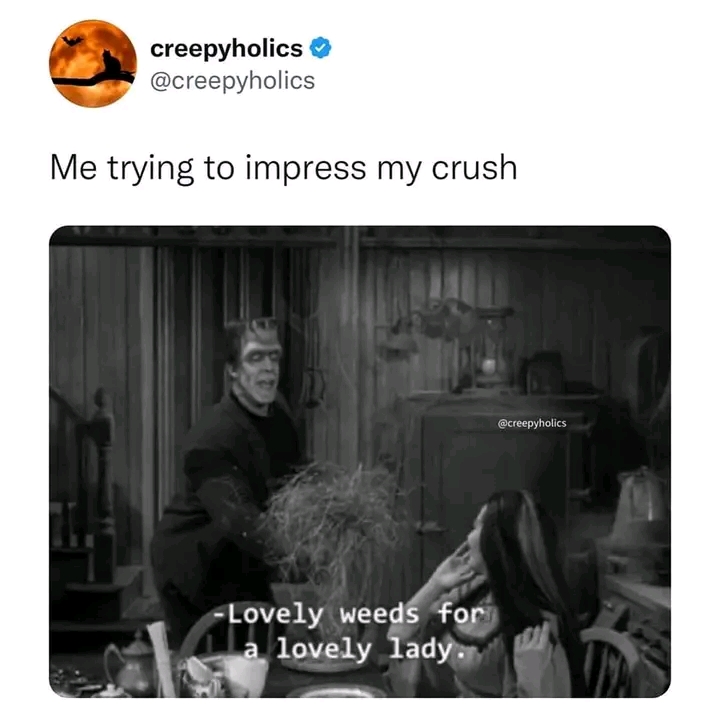 creepyholics
@creepyholics
Me trying to impress my crush
@creepyholics
-Lovely weeds for
a lovely lady.